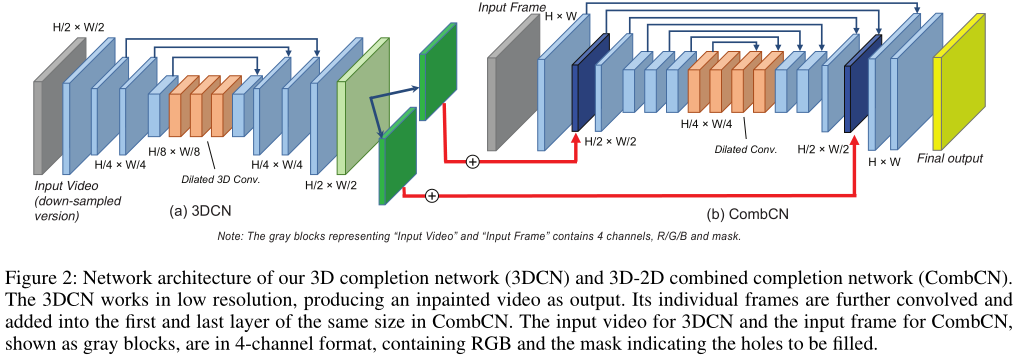 Input Frame
H × W
H/2 × W/2
H/4 × W/4
H/8 × W/8
Dilated 3D Conv.
H/4 × W/4
H/2 × W/2
Input Video
(down-sampled
version)
(a) 3DCN
+
+
H/2 × W/2
H/4 × W/4
Dilated Conv.
H/2 × W/2
H × W
Final output
(b) CombCN
Note: The gray blocks representing “Input Video” and “Input Frame” contains 4 channels, R/G/B and mask.
Figure 2: Network architecture of our 3D completion network (3DCN) and 3D-2D combined completion network (CombCN).
The 3DCN works in low resolution, producing an inpainted video as output. Its individual frames are further convolved and
added into the first and last layer of the same size in CombCN. The input video for 3DCN and the input frame for CombCN,
shown as gray blocks, are in 4-channel format, containing RGB and the mask indicating the holes to be filled.